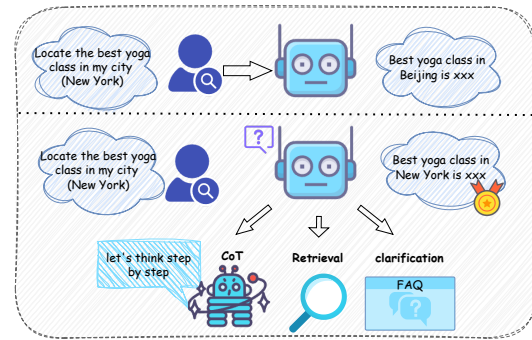 Locate the best yoga
class in my city
(New York)
Best yoga class in
Beijing is xxx
Locate the best yoga
class in my city
(New York)
?
Best yoga class in
New York is xxx
let's think step
by step
CoT
Retrieval
clarification
FAQ
?